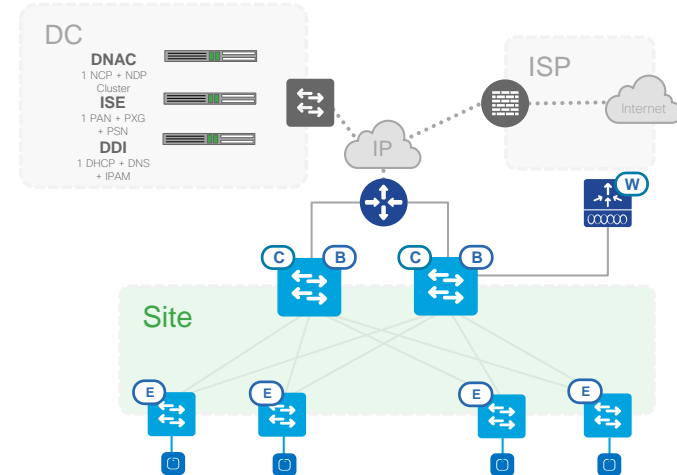 DC
DNAC
1 NCP + NDP
Cluster
ISE
1 PAN + PXG
+ PSN
DDI
1 DHCP + DNS
+ IPAM
ISP
Internet
IP
W
C
B
C
B
Site
E
E
E
E